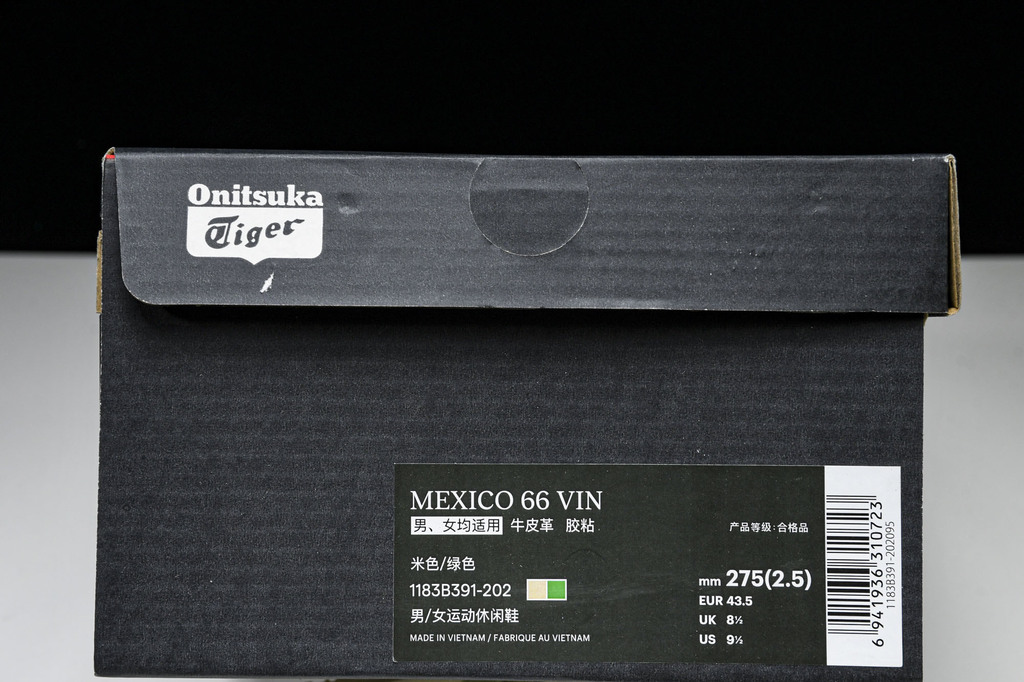 Onitsuka
Tiger
MEXICO 66 VIN
男、女均适用 牛皮革 胶粘
产品等级:合格品
米色/绿色
1183B391-202
男/女运动休闲鞋
MADE IN VIETNAM / FABRIQUE AU VIETNAM
mm 275(2.5)
EUR 43.5
UK 8½
US 9½
6 941936 310723
1183B391-202095